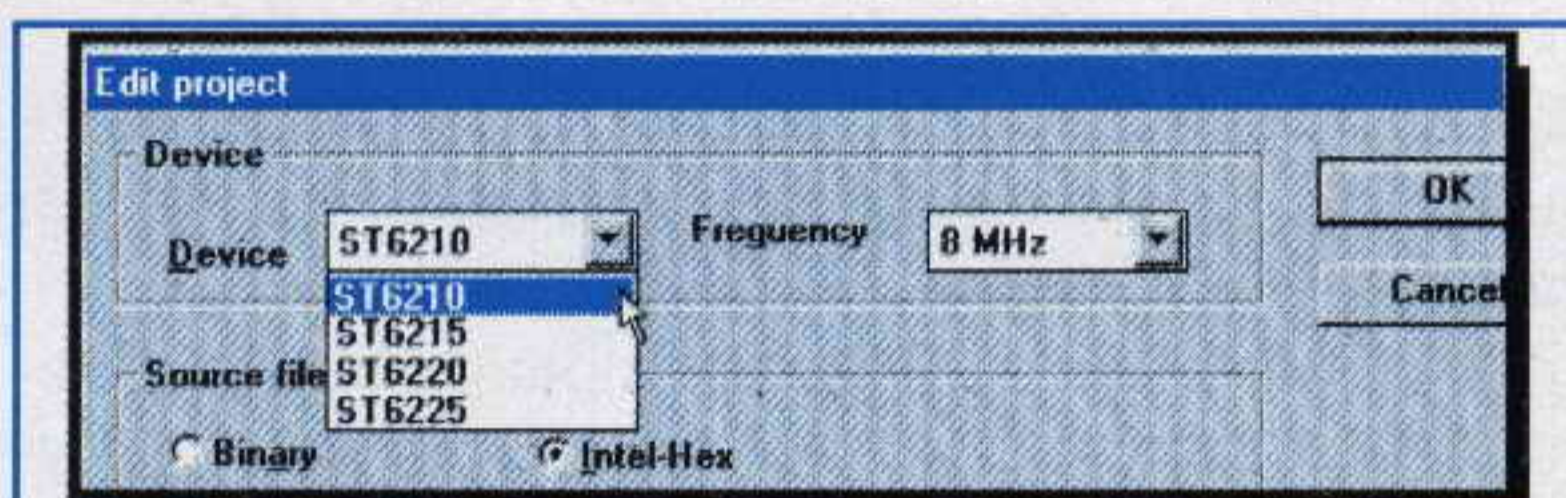 Edit project
Device
Device ST6210 Frequency 8 MHz OK
ST6210
ST6215
ST6220
ST6225
Cancel
Source file
Binary Intel-Hex